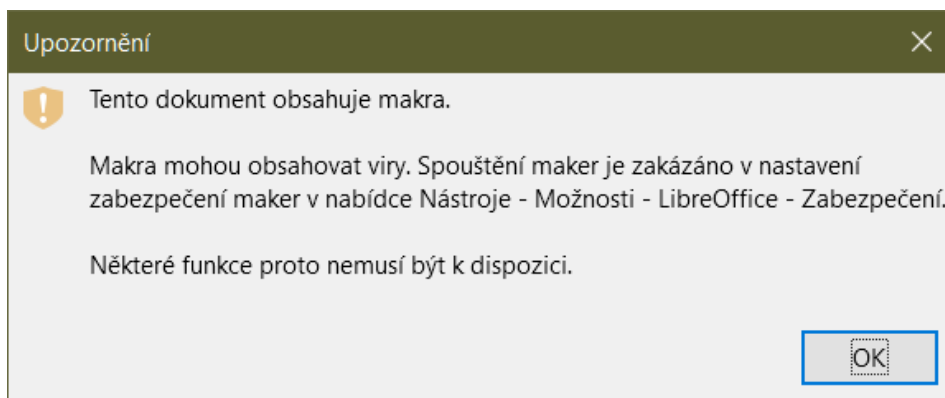 Upozornění
Tento dokument obsahuje makra.
Makra mohou obsahovat viry. Spouštění maker je zakázáno v nastavení
zabezpečení maker v nabídce Nástroje - Možnosti - LibreOffice - Zabezpečení.
Některé funkce proto nemusí být k dispozici.
OK